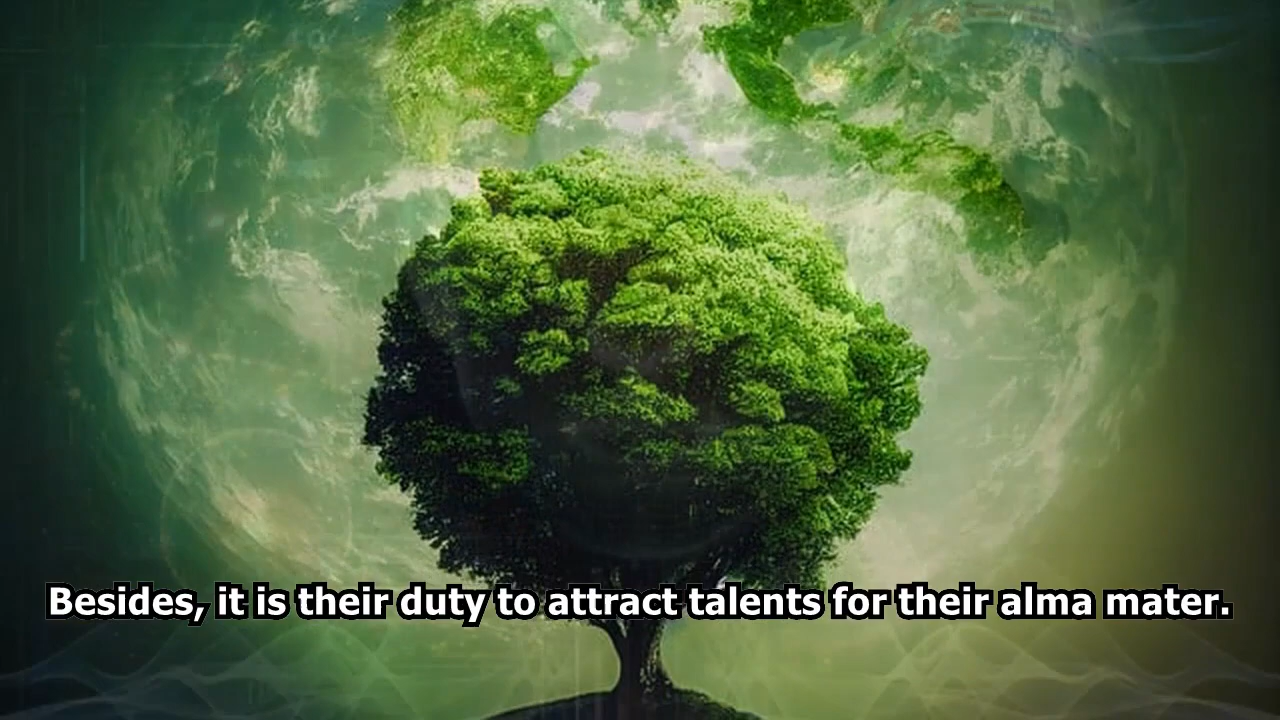 Besides, it is their duty to attract talents for their alma mater.